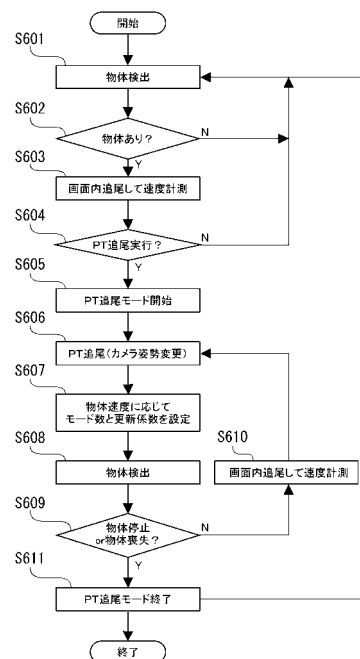 開始
S601
物体検出
S602
物体あり?
N
Y
S603
画面内追尾して速度計測
S604
PT追尾実行?
N
Y
S605
PT追尾モード開始
S606
PT追尾(カメラ姿勢変更)
S607
物体速度に応じて
モード数と更新係数を設定
S608
物体検出
S610
画面内追尾して速度計測
S609
物体停止
or物体喪失?
N
Y
S611
PT追尾モード終了
終了